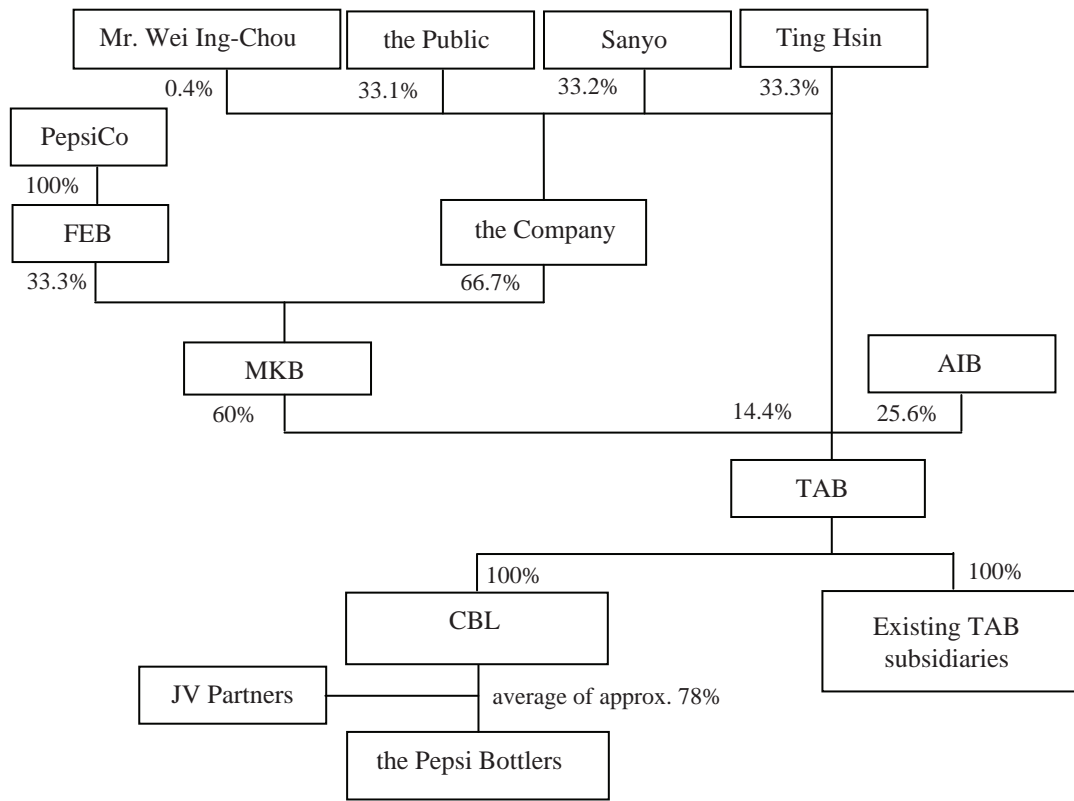 Mr. Wei Ing-Chou
the Public
Sanyo
Ting Hsin
0.4%
33.1%
33.2%
33.3%
PepsiCo
100%
FEB
the Company
33.3%
66.7%
MKB
AIB
60%
14.4%
25.6%
TAB
100%
100%
CBL
Existing TAB
subsidiaries
JV Partners
average of approx. 78%
the Pepsi Bottlers